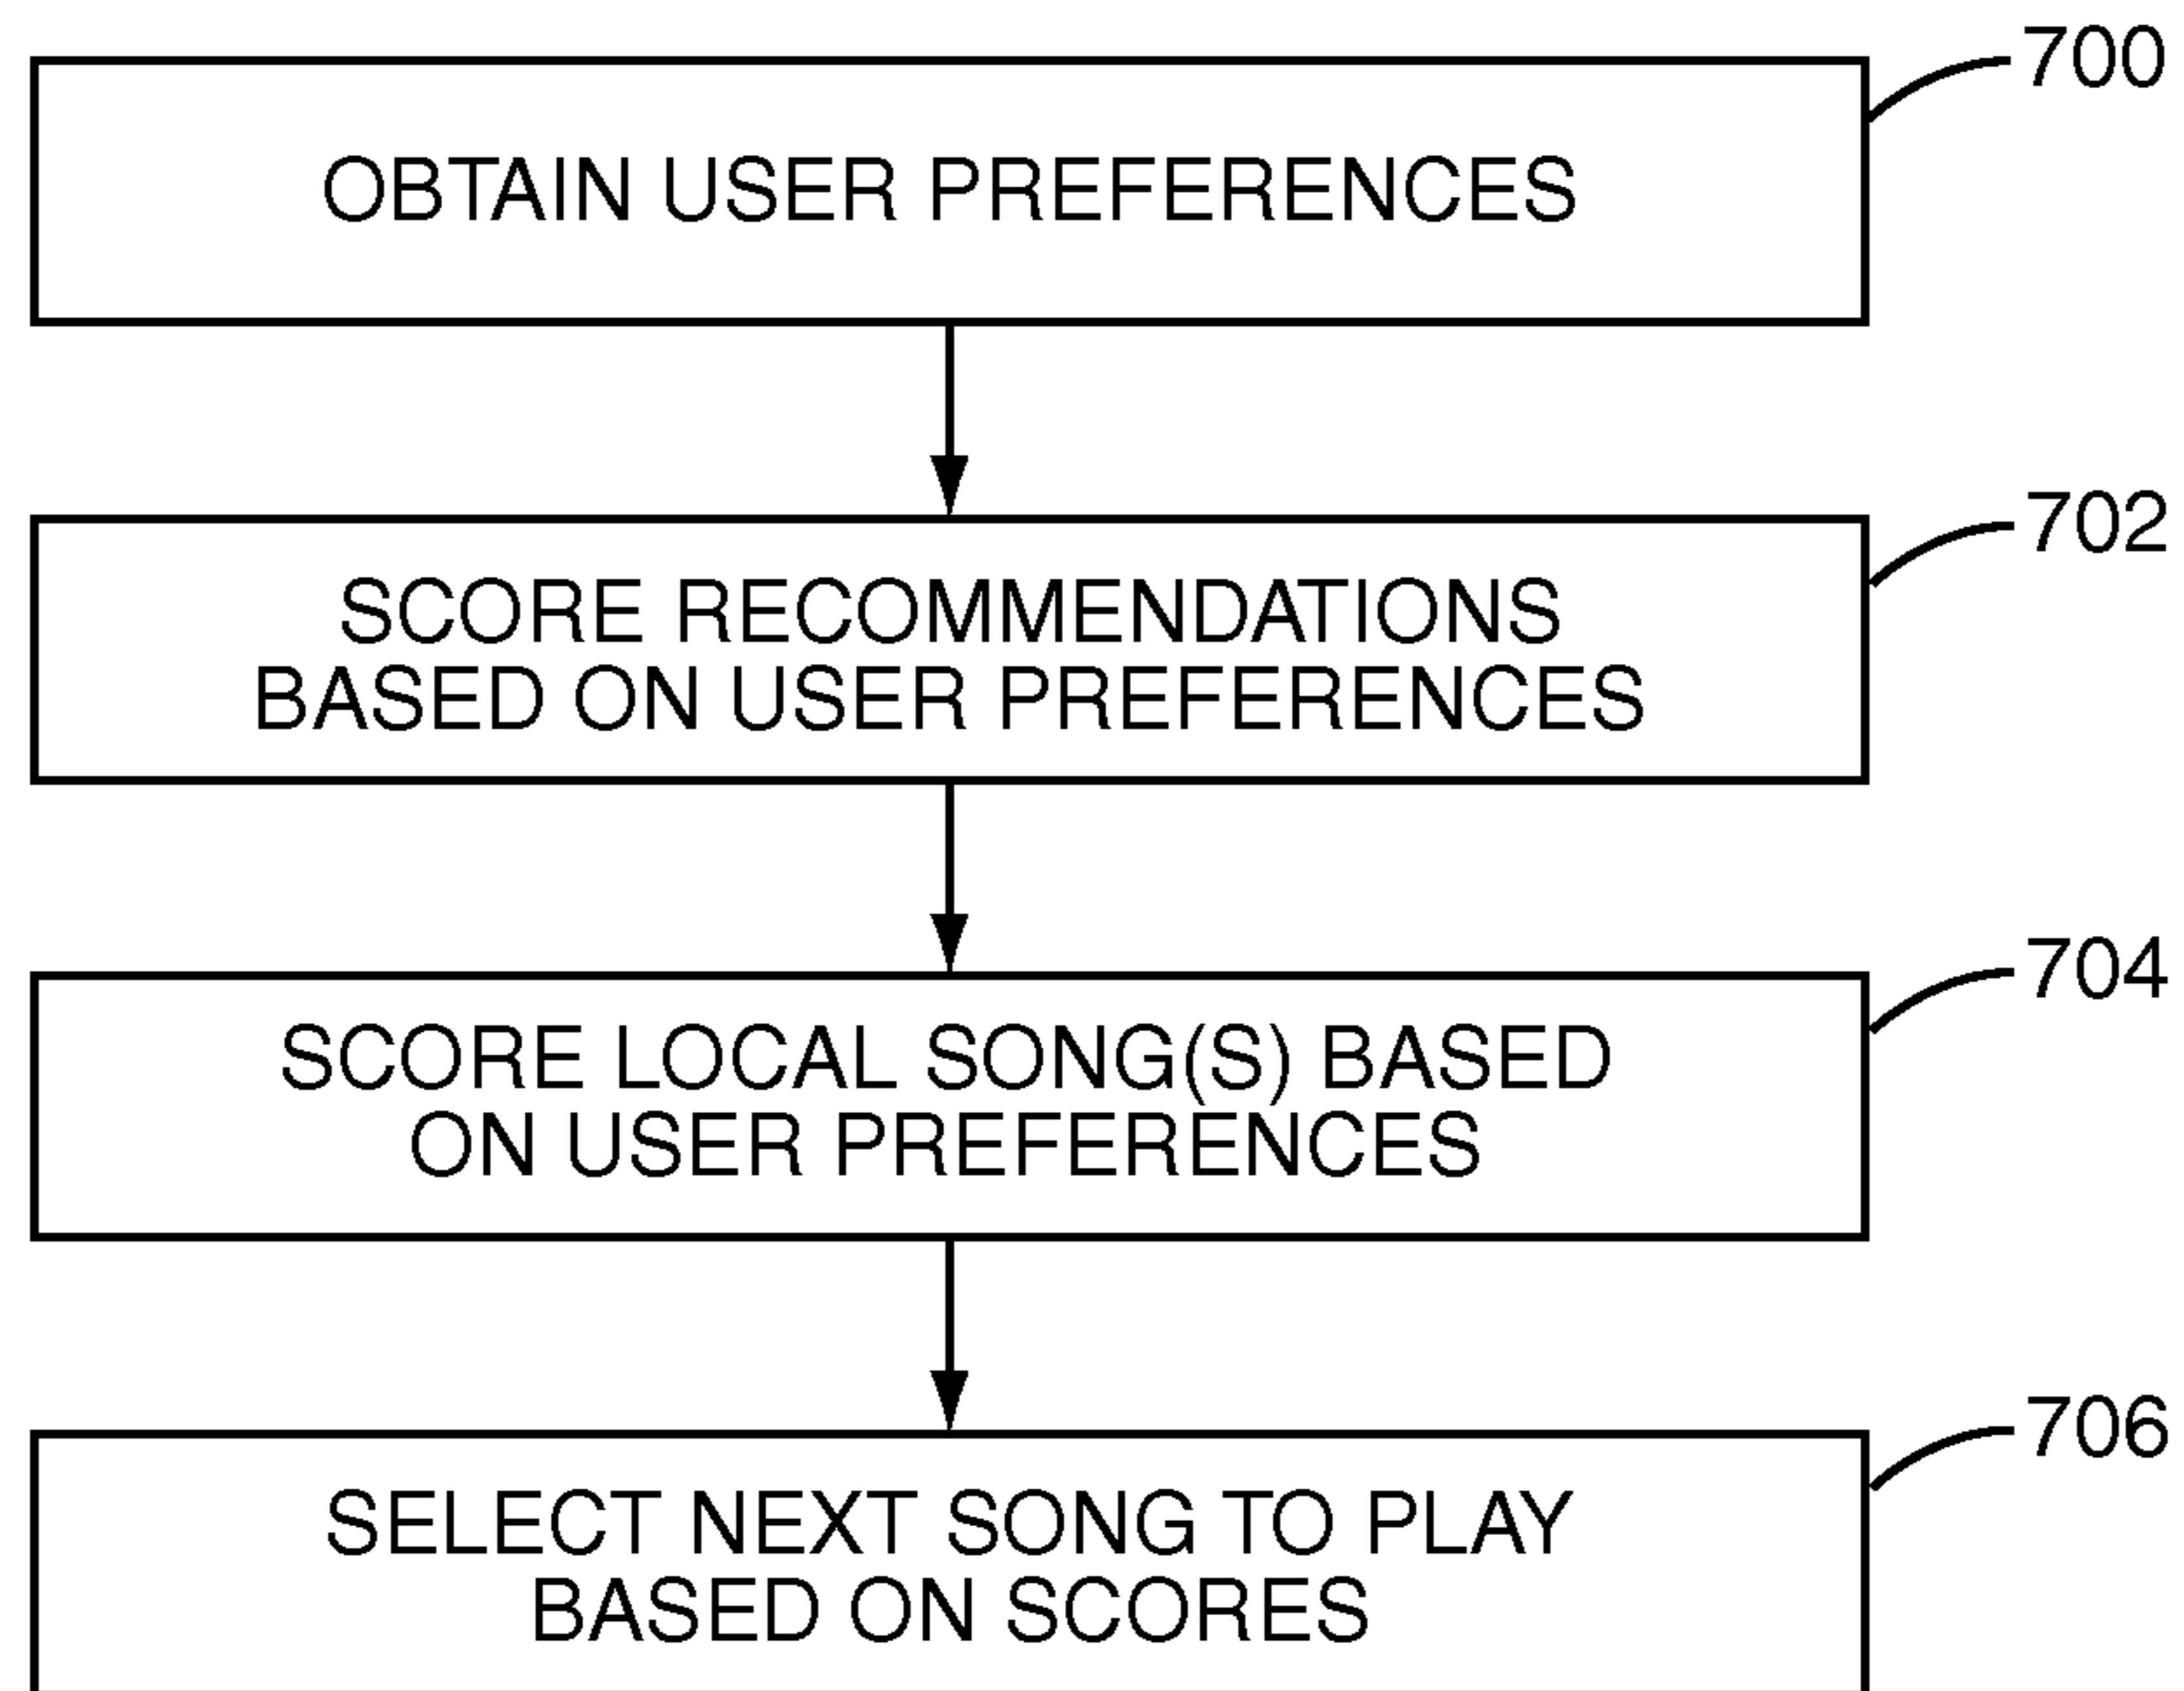 700
OBTAIN USER PREFERENCES
702
SCORE RECOMMENDATIONS
BASED ON USER PREFERENCES
704
SCORE LOCAL SONG(S) BASED
ON USER PREFERENCES
706
SELECT NEXT SONG TO PLAY
BASED ON SCORES